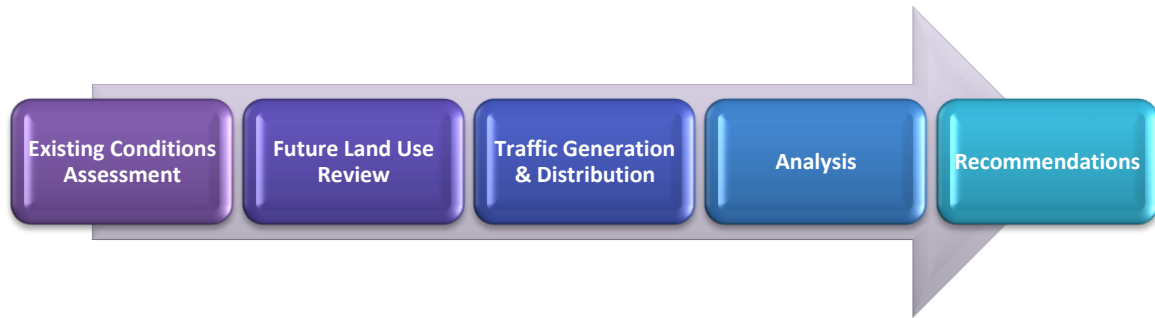 Existing Conditions
Assessment
Future Land Use
Review
Traffic Generation
& Distribution
Analysis
Recommendations